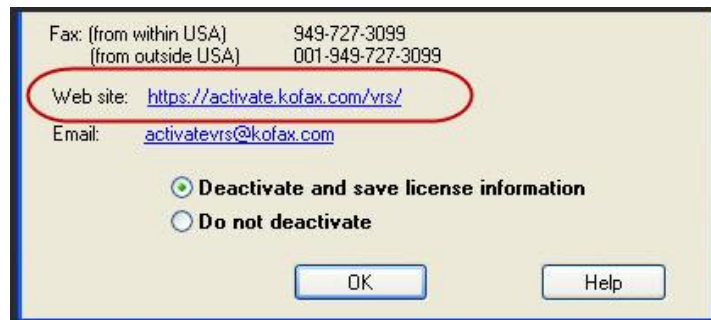 Fax: (from within USA) 949-727-3099
(from outside USA) 001-949-727-3099
Web site: https://activate.kofax.com/vrs/
Email: activatevrs@kofax.com
Deactivate and save license information
Do not deactivate
OK Help